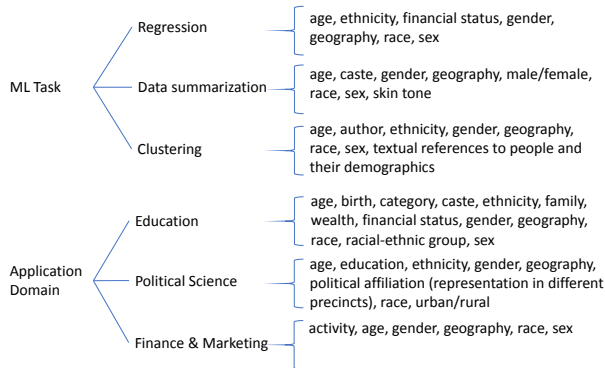 Regression
age, ethnicity, financial status, gender,
geography, race, sex
ML Task
Data summarization
age, caste, gender, geography, male/female,
race, sex, skin tone
Clustering
age, author, ethnicity, gender, geography,
race, sex, textual references to people and
their demographics
Education
age, birth, category, caste, ethnicity, family,
wealth, financial status, gender, geography,
race, racial-ethnic group, sex
Application
Domain
Political Science
age, education, ethnicity, gender, geography,
political affiliation (representation in different
precincts), race, urban/rural
Finance & Marketing
activity, age, gender, geography, race, sex